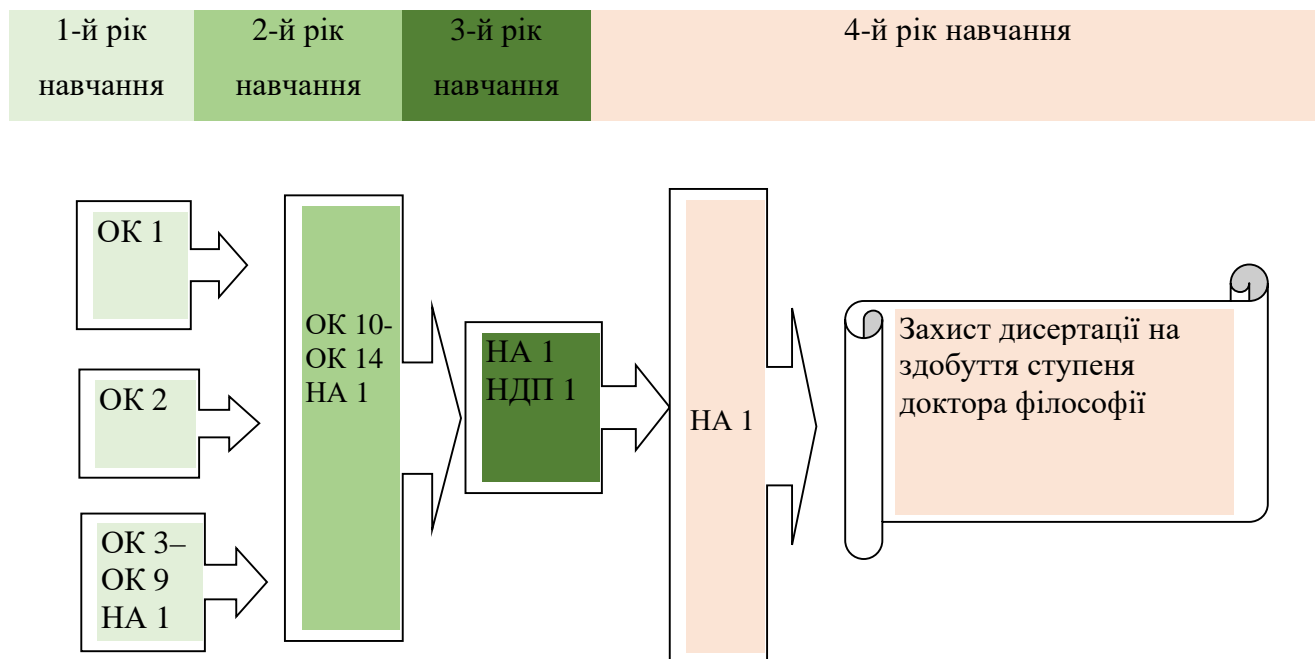 1-й рік
навчання
2-й рік
навчання
3-й рік
навчання
4-й рік навчання
ОК 1
ОК 2
ОК 3–
ОК 9
НА 1
ОК 10-
ОК 14
НА 1
НА 1
НДП 1
НА 1
Захист дисертації на
здобуття ступеня
доктора філософії